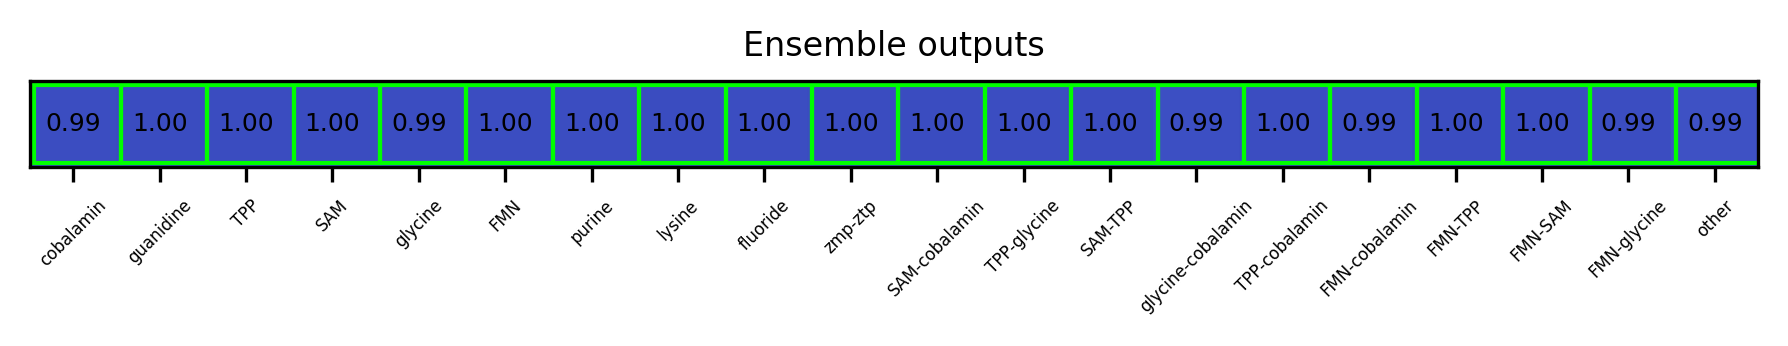 Ensemble outputs
0.99 1.00 1.00 1.00 0.99 1.00 1.00 1.00 1.00 1.00 1.00 1.00 1.00 0.99 1.00 0.99 1.00 1.00 0.99 0.99
cobalamin guanidine TPP SAM glycine FMN purine lysine fluoride zmp-ztp SAM-cobalamin TPP-glycine SAM-TPP glycine-cobalamin TPP-cobalamin FMN-cobalamin FMN-TPP FMN-SAM FMN-glycine other